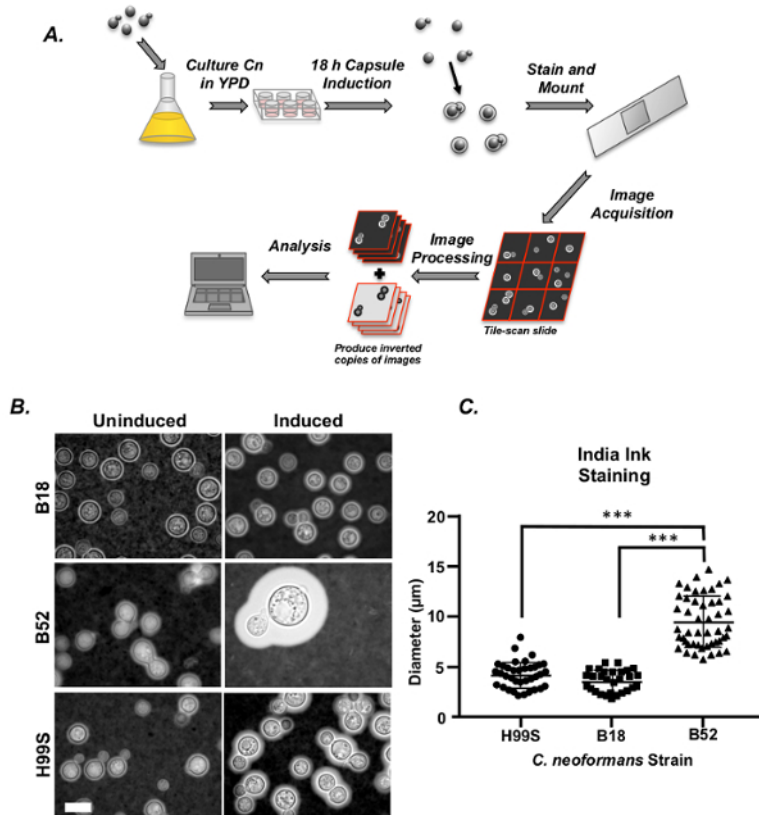 A.
Culture Cn
in YPD
18 h Capsule
Induction
Stain and
Mount
Image
Acquisition
Tile-scan slide
Image
Processing
Produce inverted
copies of images
Analysis
B.
Uninduced
Induced
B18
B52
H99S
C.
India Ink
Staining
***
***
Diameter (µm)
20
15
10
5
0
H99S B18 B52
C. neoformans Strain